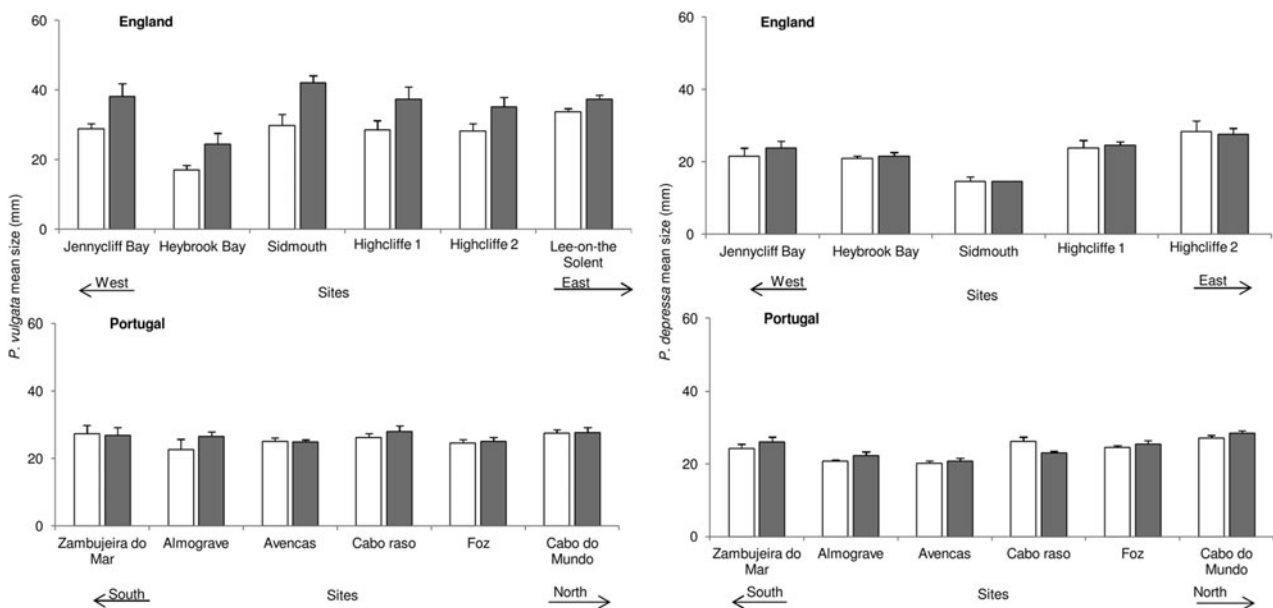 England
60
40
20
0
P. vulgata mean size (mm)
Jennycliff Bay Heybrook Bay Sidmouth Highcliffe 1 Highcliffe 2 Lee-on-the
Solent
West East
Sites
Portugal
60
40
20
0
Zambujeira do Almograve Avencas Cabo raso Foz Cabo do
Mar Mundo
South Sites North
England
60
40
20
0
P. depressa mean size (mm)
Jennycliff Bay Heybrook Bay Sidmouth Highcliffe 1 Highcliffe 2
West East
Sites
Portugal
60
40
20
0
Zambujeira do Almograve Avencas Cabo raso Foz Cabo do
Mar Mundo
South Sites North